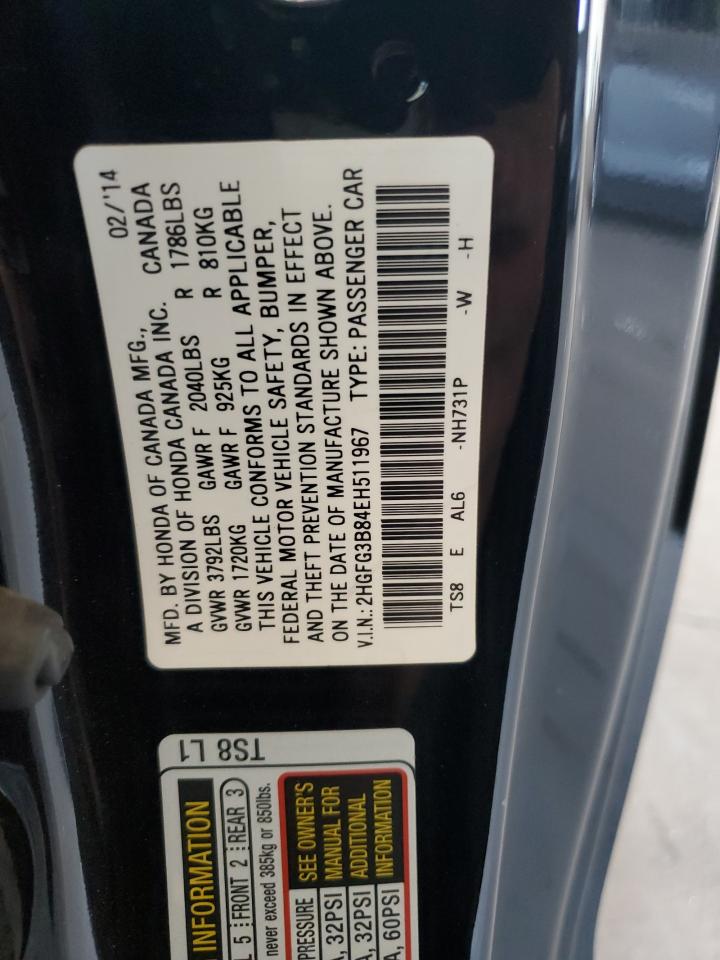 MFD. BY HONDA OF CANADA MFG., 02/'14
A DIVISION OF HONDA CANADA INC. CANADA
GVWR 3792LBS GAWR F 2040LBS R 1786LBS
GVWR 1720KG GAWR F 925KG R 810KG
THIS VEHICLE CONFORMS TO ALL APPLICABLE
FEDERAL MOTOR VEHICLE SAFETY, BUMPER,
AND THEFT PREVENTION STANDARDS IN EFFECT
ON THE DATE OF MANUFACTURE SHOWN ABOVE.
V.I.N.: 2HGFG3B84EH511967 TYPE: PASSENGER CAR
TS8 E AL6 -NH731P -W -H
TS8 L1
INFORMATION
5 FRONT 2 REAR 3
never exceed 385kg or 850lbs.
PRESSURE SEE OWNER'S
32PSI MANUAL FOR
32PSI ADDITIONAL
60PSI INFORMATION